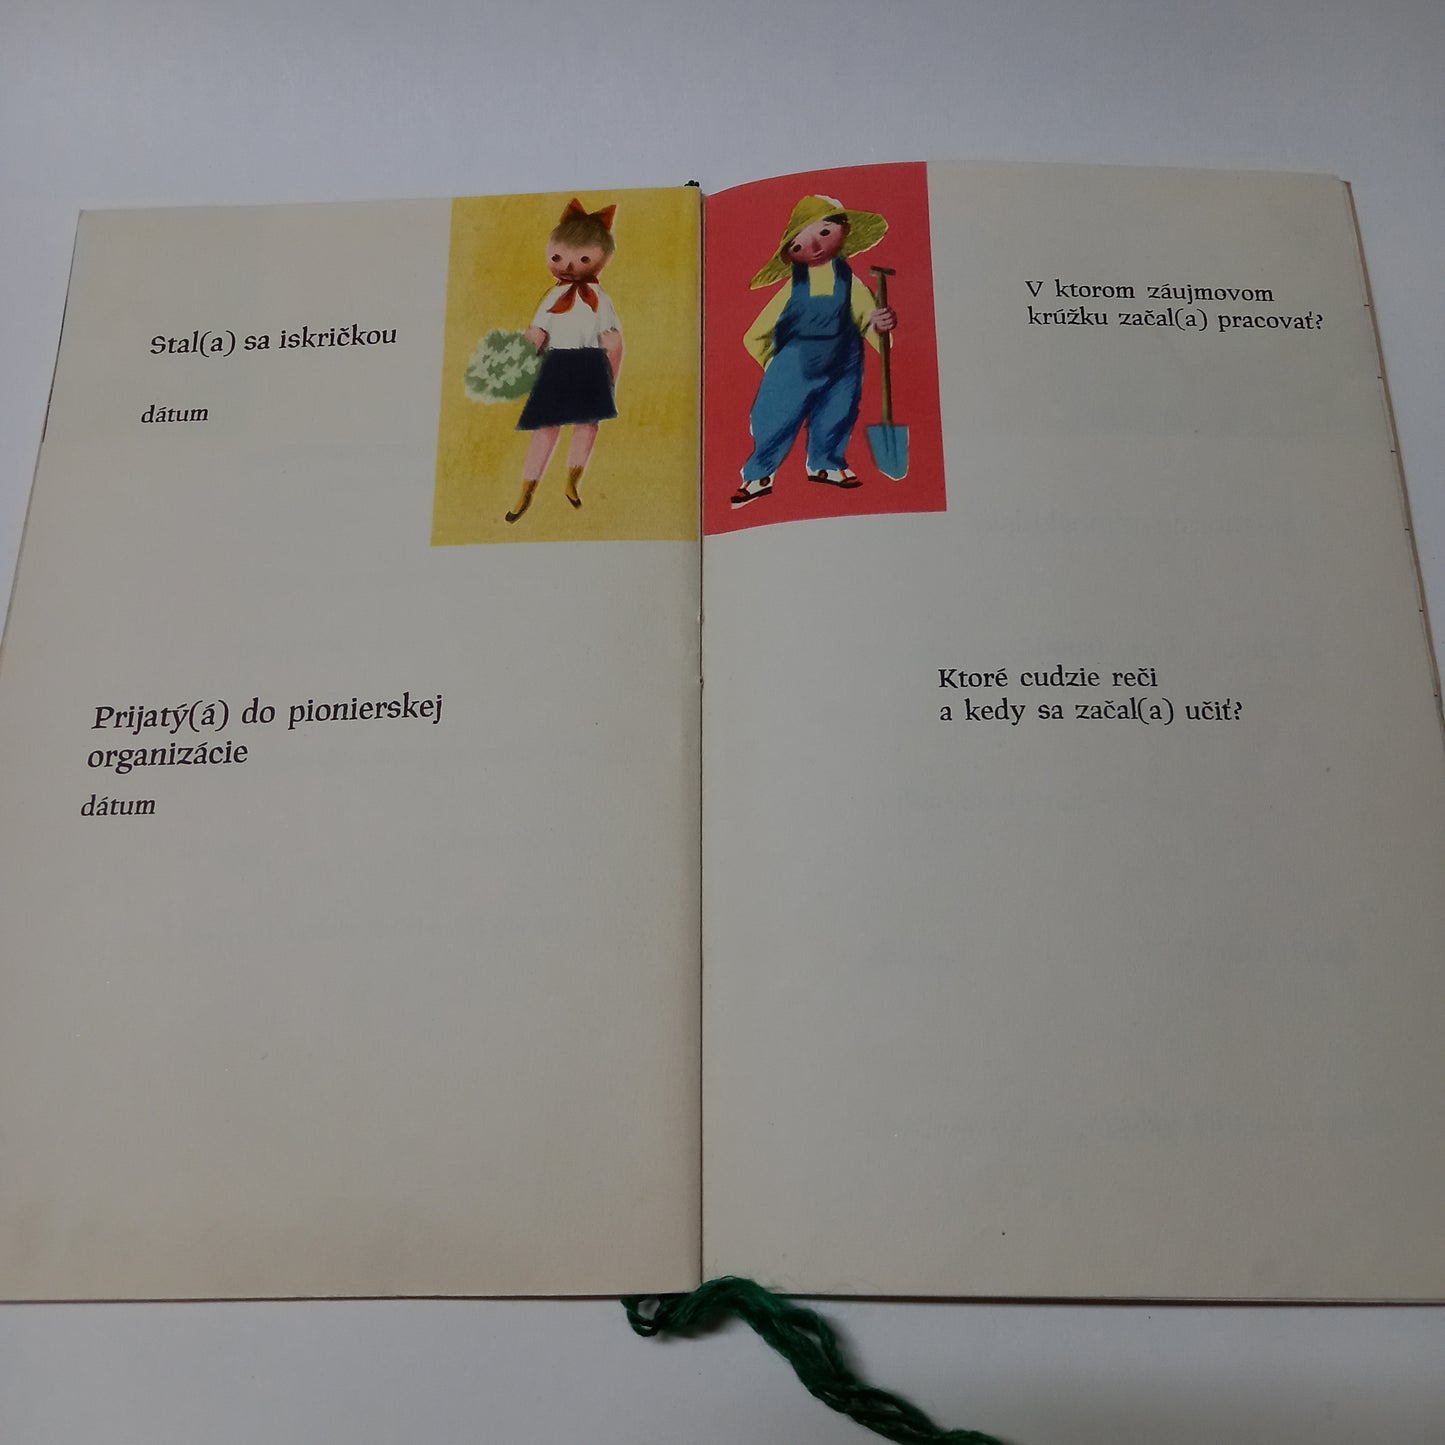 Stal(a) sa iskričkou
dátum
Prijatý(á) do pionierskej
organizácie
dátum
V ktorom záujmovom
krúžku začal(a) pracovať?
Ktoré cudzie reči
a kedy sa začal(a) učiť?